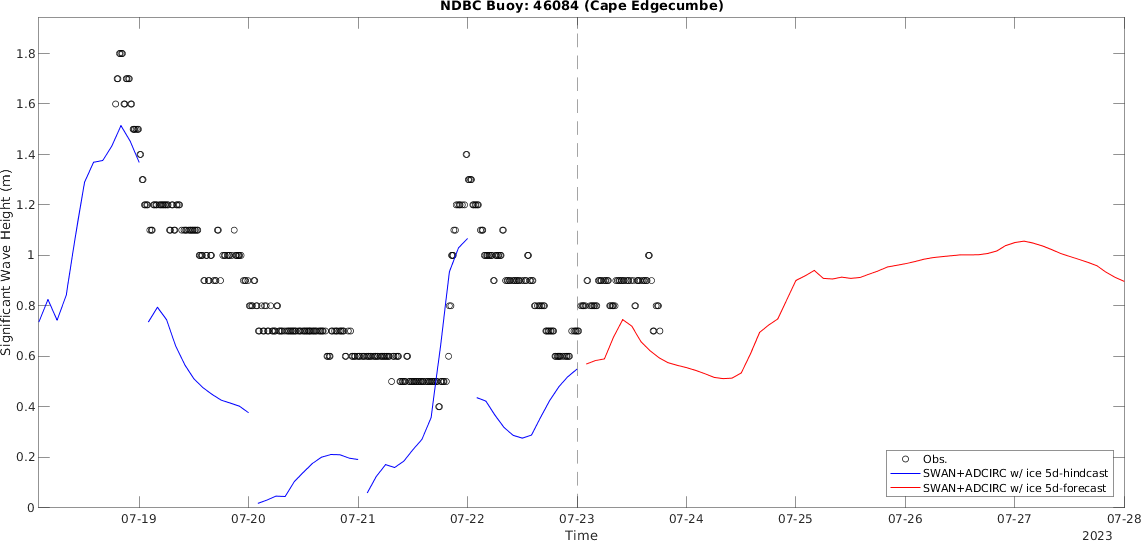 NDBC Buoy: 46084 (Cape Edgecumbe)
Significant Wave Height (m)
1.8
1.6
1.4
1.2
1
0.8
0.6
0.4
0.2
0
Obs.
SWAN+ADCIRC w/ ice 5d-hindcast
SWAN+ADCIRC w/ ice 5d-forecast
07-19 07-20 07-21 07-22 07-23 07-24 07-25 07-26 07-27 07-28
Time
2023